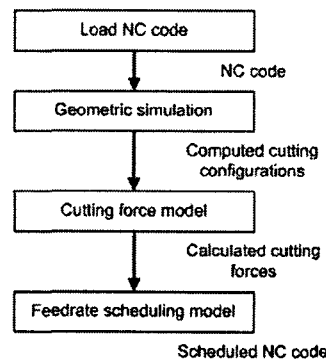 Load NC code
NC code
Geometric simulation
Computed cutting
configurations
Cutting force model
Calculated cutting
forces
Feedrate scheduling model
Scheduled NC code